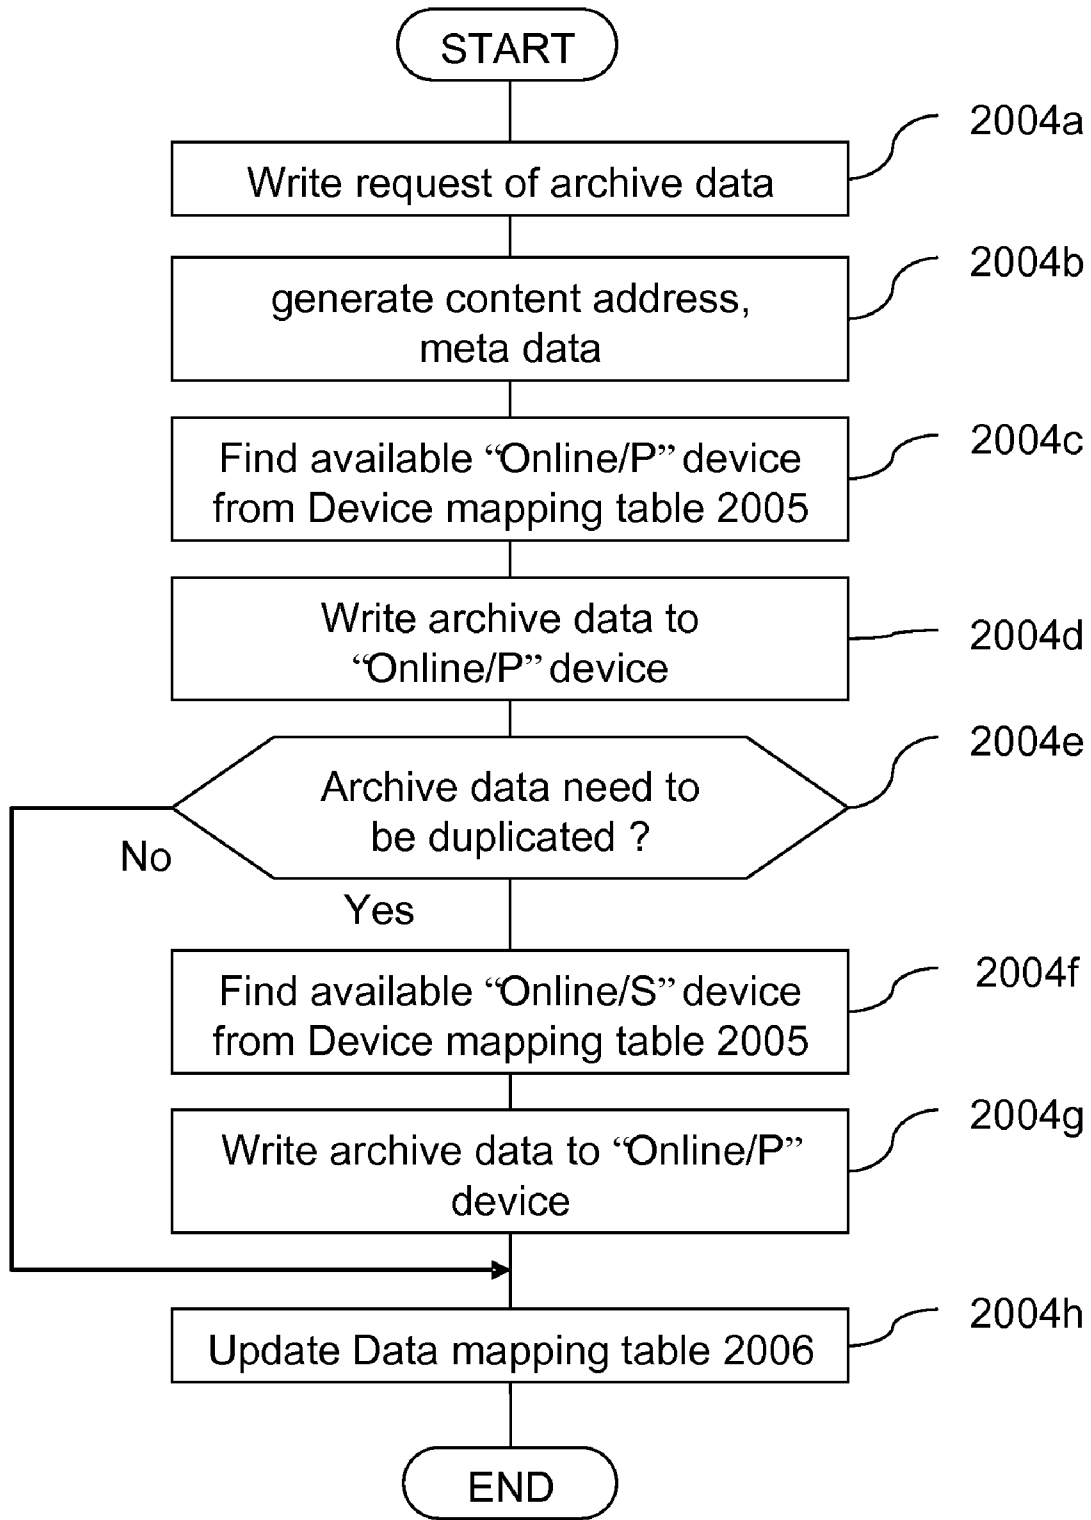 START
2004a
Write request of archive data
2004b
generate content address,
meta data
2004c
Find available “Online/P” device
from Device mapping table 2005
2004d
Write archive data to
“Online/P” device
2004e
Archive data need to
be duplicated ?
No
Yes
2004f
Find available “Online/S” device
from Device mapping table 2005
2004g
Write archive data to “Online/P”
device
2004h
Update Data mapping table 2006
END